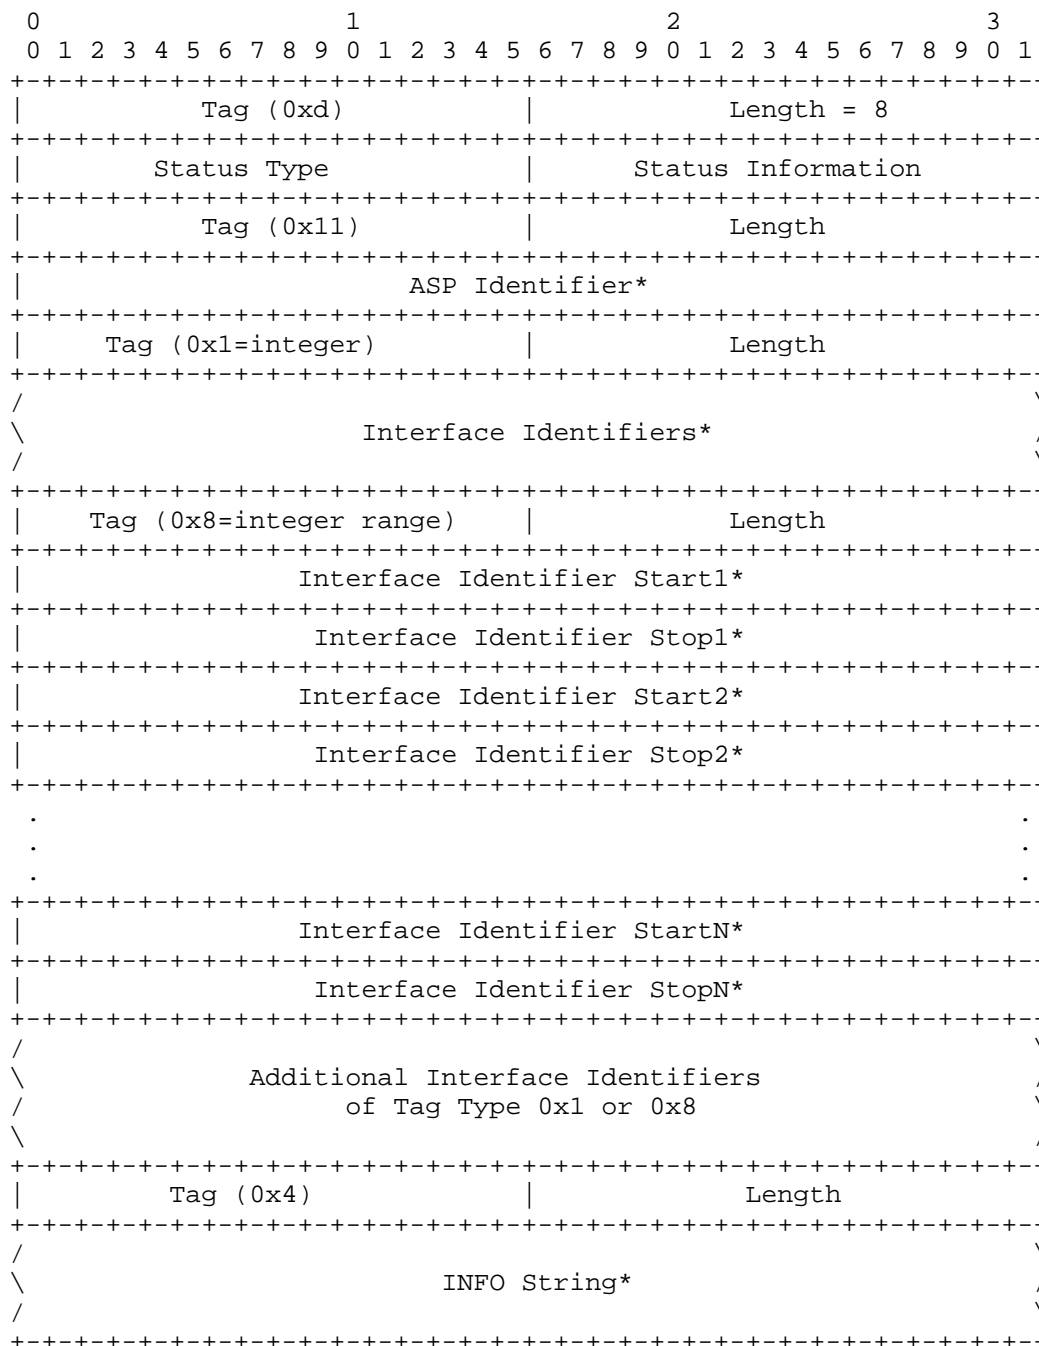 0                   1                   2                   3
0 1 2 3 4 5 6 7 8 9 0 1 2 3 4 5 6 7 8 9 0 1 2 3 4 5 6 7 8 9 0 1
+-+-+-+-+-+-+-+-+-+-+-+-+-+-+-+-+-+-+-+-+-+-+-+-+-+-+-+-+-+-+-+--
|           Tag (0xd)           |            Length = 8
+-+-+-+-+-+-+-+-+-+-+-+-+-+-+-+-+-+-+-+-+-+-+-+-+-+-+-+-+-+-+-+--
|        Status Type            |      Status Information
+-+-+-+-+-+-+-+-+-+-+-+-+-+-+-+-+-+-+-+-+-+-+-+-+-+-+-+-+-+-+-+--
|           Tag (0x11)          |            Length
+-+-+-+-+-+-+-+-+-+-+-+-+-+-+-+-+-+-+-+-+-+-+-+-+-+-+-+-+-+-+-+--
|                        ASP Identifier*
+-+-+-+-+-+-+-+-+-+-+-+-+-+-+-+-+-+-+-+-+-+-+-+-+-+-+-+-+-+-+-+--
|     Tag (0x1=integer)         |            Length
+-+-+-+-+-+-+-+-+-+-+-+-+-+-+-+-+-+-+-+-+-+-+-+-+-+-+-+-+-+-+-+--
/                                                               \
\                     Interface Identifiers*                    /
/                                                               \
+-+-+-+-+-+-+-+-+-+-+-+-+-+-+-+-+-+-+-+-+-+-+-+-+-+-+-+-+-+-+-+--
|    Tag (0x8=integer range)    |            Length
+-+-+-+-+-+-+-+-+-+-+-+-+-+-+-+-+-+-+-+-+-+-+-+-+-+-+-+-+-+-+-+--
|                 Interface Identifier Start1*
+-+-+-+-+-+-+-+-+-+-+-+-+-+-+-+-+-+-+-+-+-+-+-+-+-+-+-+-+-+-+-+--
|                  Interface Identifier Stop1*
+-+-+-+-+-+-+-+-+-+-+-+-+-+-+-+-+-+-+-+-+-+-+-+-+-+-+-+-+-+-+-+--
|                 Interface Identifier Start2*
+-+-+-+-+-+-+-+-+-+-+-+-+-+-+-+-+-+-+-+-+-+-+-+-+-+-+-+-+-+-+-+--
|                  Interface Identifier Stop2*
+-+-+-+-+-+-+-+-+-+-+-+-+-+-+-+-+-+-+-+-+-+-+-+-+-+-+-+-+-+-+-+--
.                                                              .
.                                                              .
.                                                              .
+-+-+-+-+-+-+-+-+-+-+-+-+-+-+-+-+-+-+-+-+-+-+-+-+-+-+-+-+-+-+-+--
|                 Interface Identifier StartN*
+-+-+-+-+-+-+-+-+-+-+-+-+-+-+-+-+-+-+-+-+-+-+-+-+-+-+-+-+-+-+-+--
|                  Interface Identifier StopN*
+-+-+-+-+-+-+-+-+-+-+-+-+-+-+-+-+-+-+-+-+-+-+-+-+-+-+-+-+-+-+-+--
/                                                               \
\              Additional Interface Identifiers                 /
/                    of Tag Type 0x1 or 0x8                     \
\                                                               /
+-+-+-+-+-+-+-+-+-+-+-+-+-+-+-+-+-+-+-+-+-+-+-+-+-+-+-+-+-+-+-+--
|         Tag (0x4)             |             Length
+-+-+-+-+-+-+-+-+-+-+-+-+-+-+-+-+-+-+-+-+-+-+-+-+-+-+-+-+-+-+-+--
/                                                               \
\                          INFO String*                         /
/                                                               \
+-+-+-+-+-+-+-+-+-+-+-+-+-+-+-+-+-+-+-+-+-+-+-+-+-+-+-+-+-+-+-+--